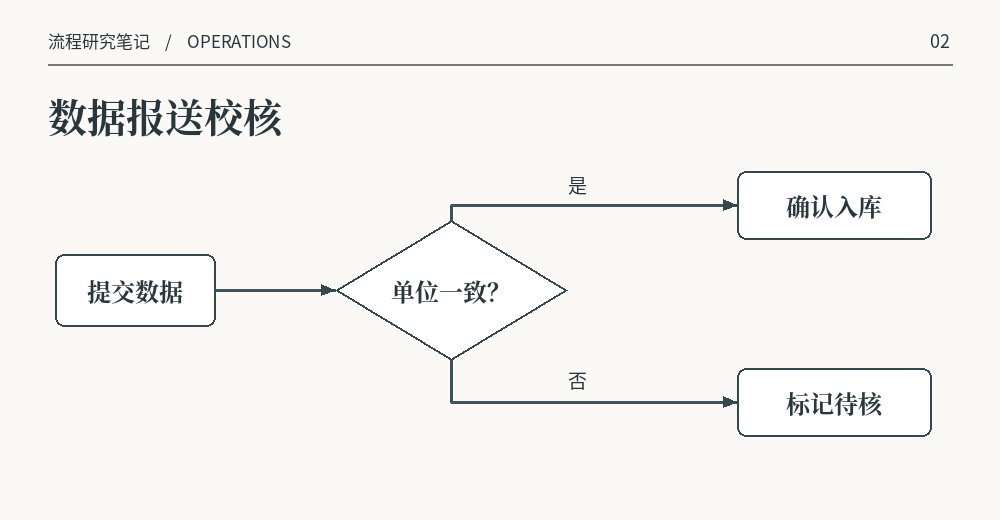 流程研究笔记 / OPERATIONS 02
数据报送校核
是
确认入库
提交数据
单位一致？
否
标记待核